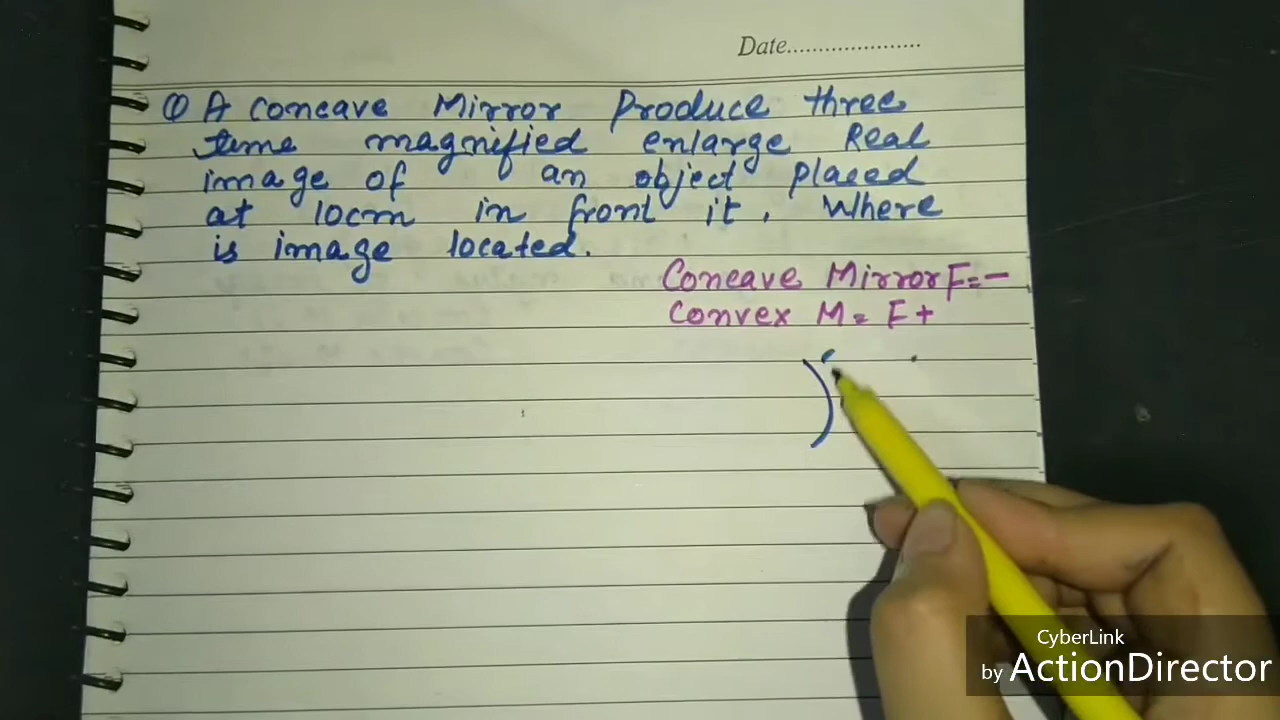 Date.....................
① A Concave Mirror Produce three
time magnified enlarge Real
image of an object placed
at 10cm in front it, Where
is image located.
Concave Mirror F=-
Convex M = F+
CyberLink
by ActionDirector